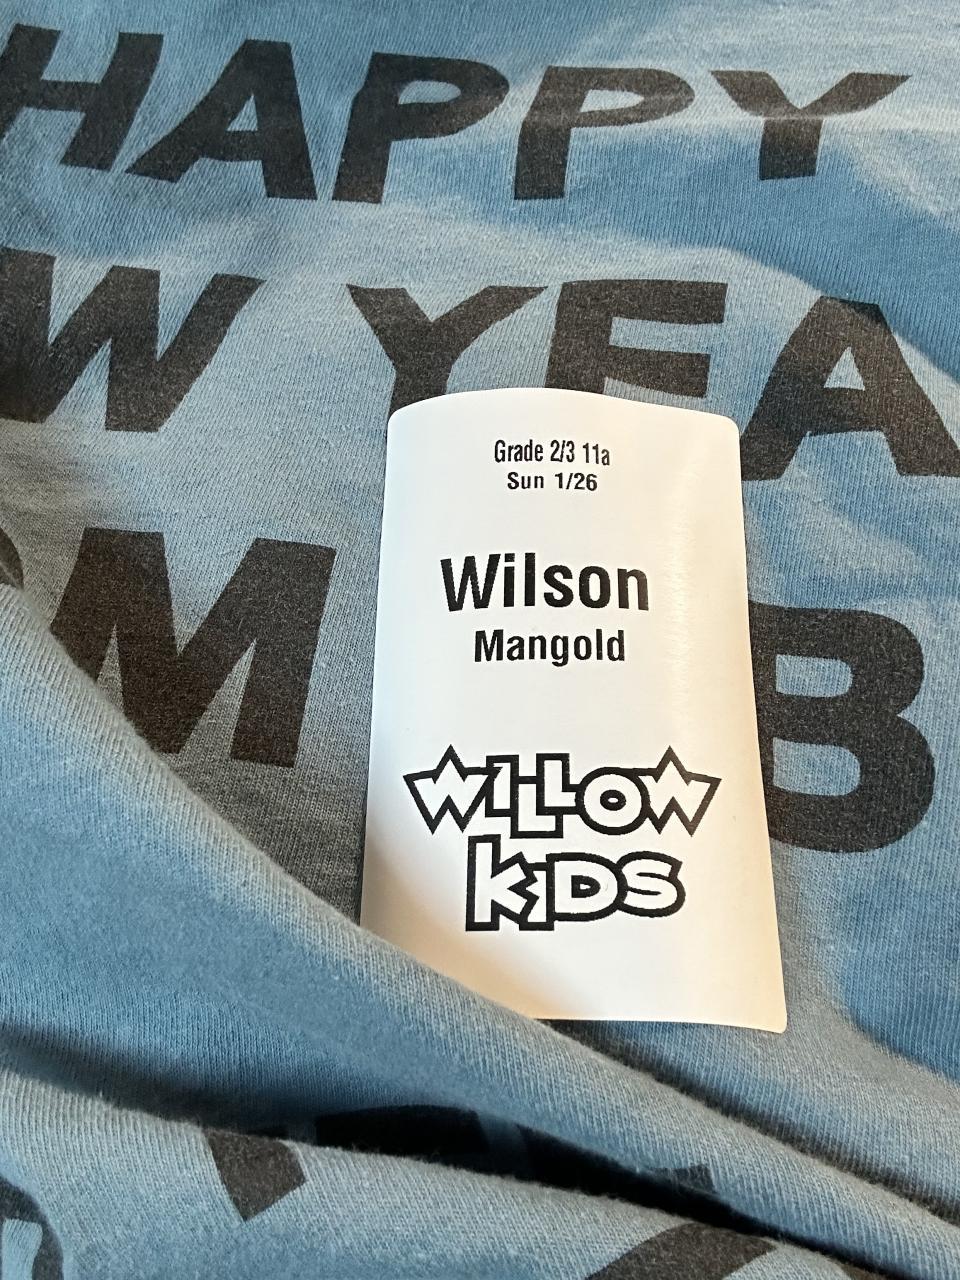 HAPPY
W YEA
M B
Grade 2/3 11a
Sun 1/26
Wilson
Mangold
WILLOW
KIDS